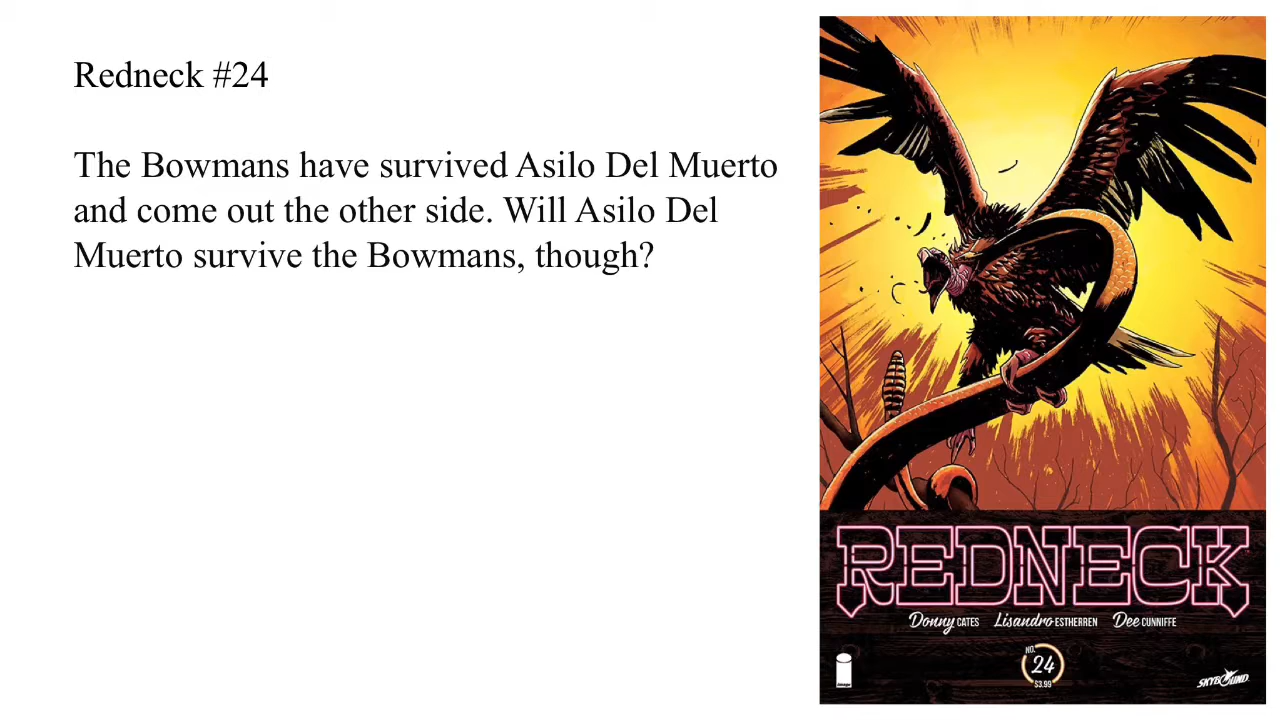 Redneck #24
The Bowmans have survived Asilo Del Muerto
and come out the other side. Will Asilo Del
Muerto survive the Bowmans, though?
REDNECK
Donny CATES Lisandro ESTHERREN Dee CUNNIFFE
NO.
24
$3.99
image
SKYBOUND